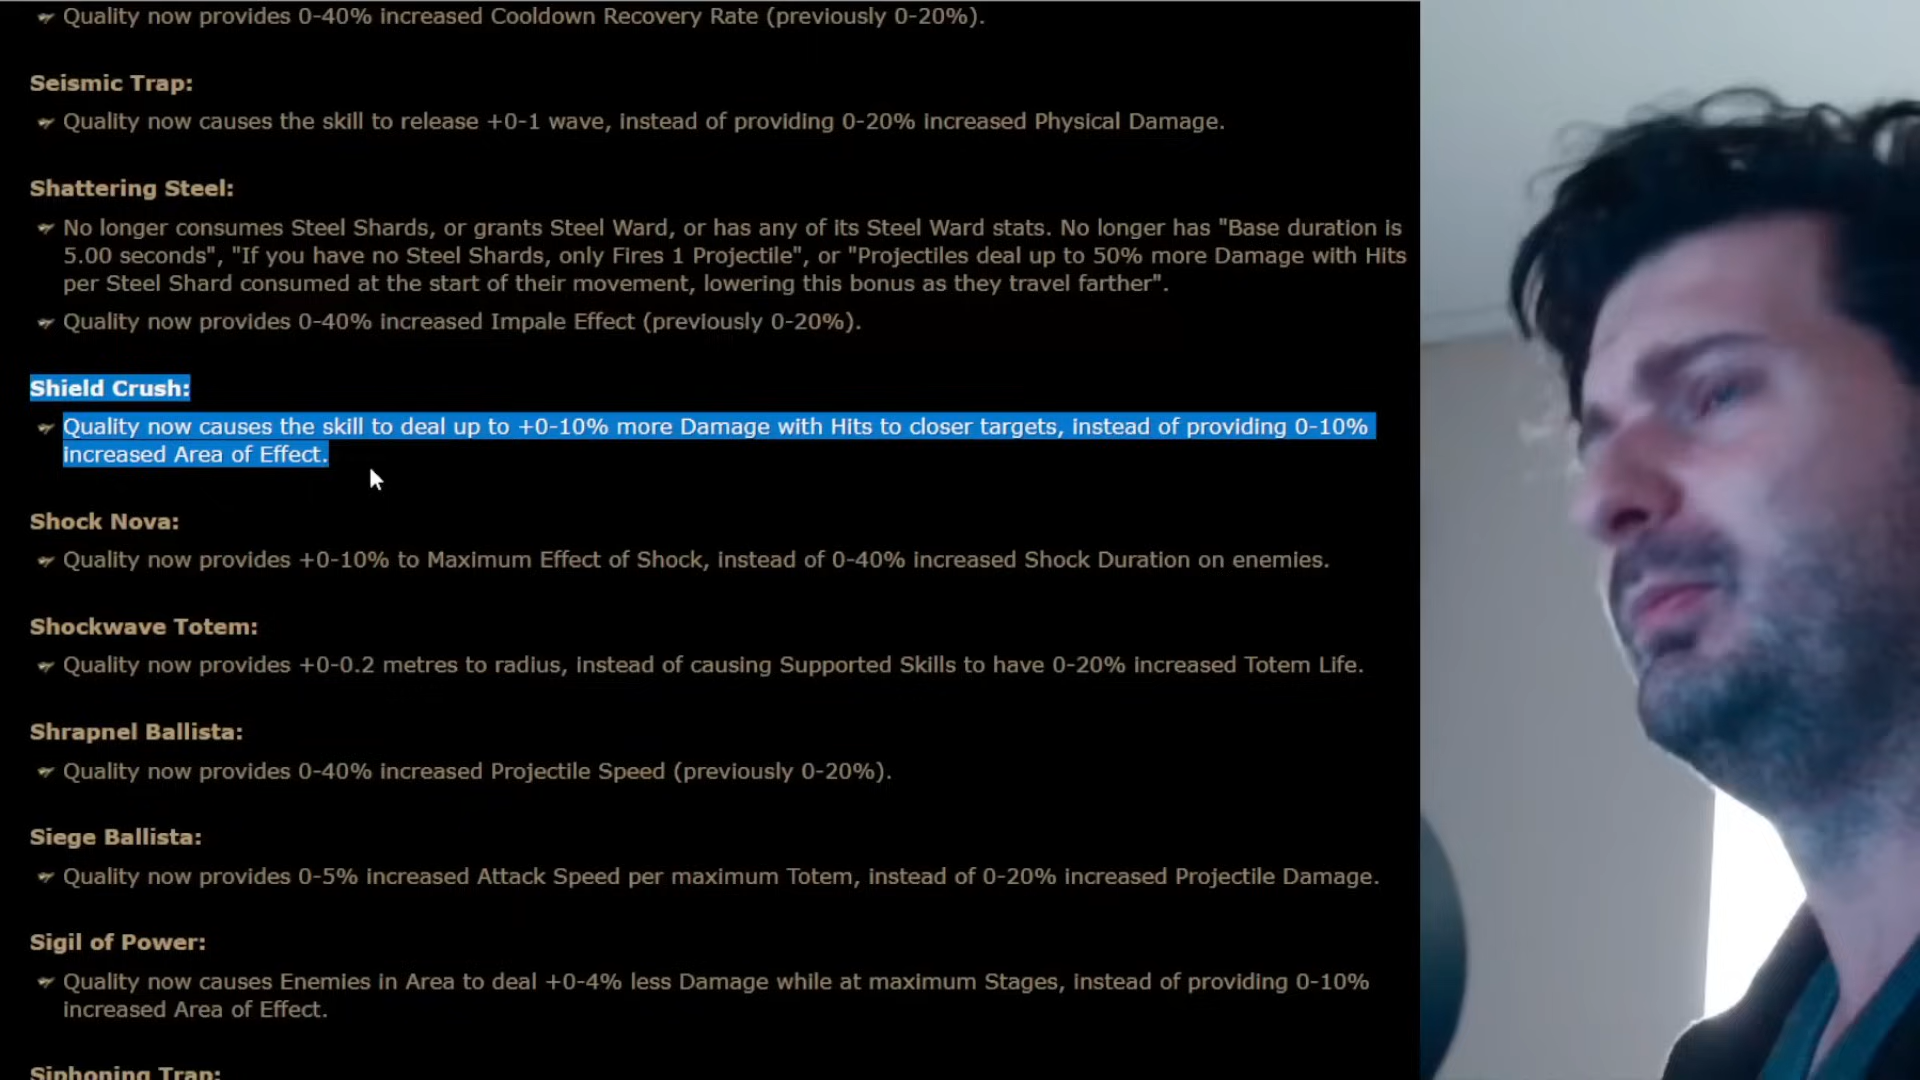 Quality now provides 0-40% increased Cooldown Recovery Rate (previously 0-20%).
Seismic Trap:
Quality now causes the skill to release +0-1 wave, instead of providing 0-20% increased Physical Damage.
Shattering Steel:
No longer consumes Steel Shards, or grants Steel Ward, or has any of its Steel Ward stats. No longer has "Base duration is
5.00 seconds", "If you have no Steel Shards, only Fires 1 Projectile", or "Projectiles deal up to 50% more Damage with Hits
per Steel Shard consumed at the start of their movement, lowering this bonus as they travel farther".
Quality now provides 0-40% increased Impale Effect (previously 0-20%).
Shield Crush:
Quality now causes the skill to deal up to +0-10% more Damage with Hits to closer targets, instead of providing 0-10%
increased Area of Effect.
Shock Nova:
Quality now provides +0-10% to Maximum Effect of Shock, instead of 0-40% increased Shock Duration on enemies.
Shockwave Totem:
Quality now provides +0-0.2 metres to radius, instead of causing Supported Skills to have 0-20% increased Totem Life.
Shrapnel Ballista:
Quality now provides 0-40% increased Projectile Speed (previously 0-20%).
Siege Ballista:
Quality now provides 0-5% increased Attack Speed per maximum Totem, instead of 0-20% increased Projectile Damage.
Sigil of Power:
Quality now causes Enemies in Area to deal +0-4% less Damage while at maximum Stages, instead of providing 0-10%
increased Area of Effect.
Siphoning Trap: